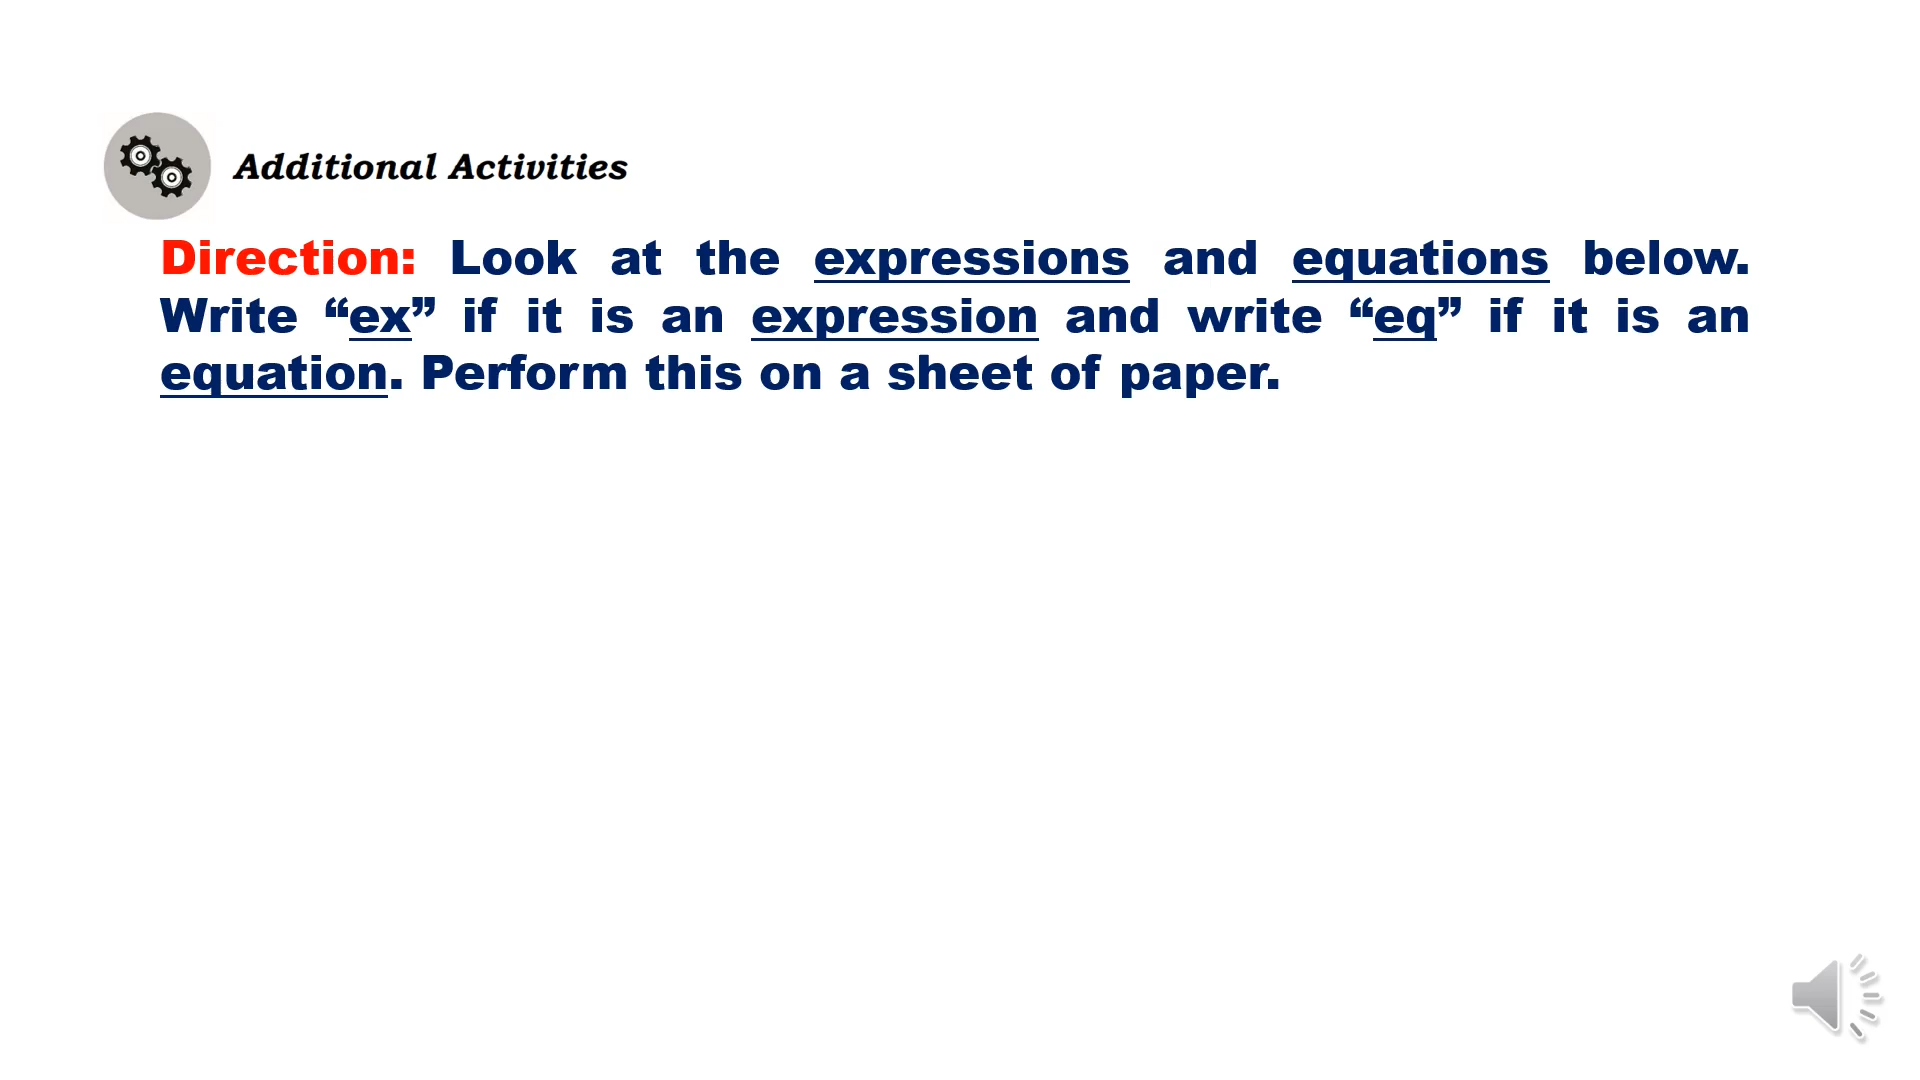 Additional Activities
Direction: Look at the expressions and equations below.
Write “ex” if it is an expression and write “eq” if it is an
equation. Perform this on a sheet of paper.